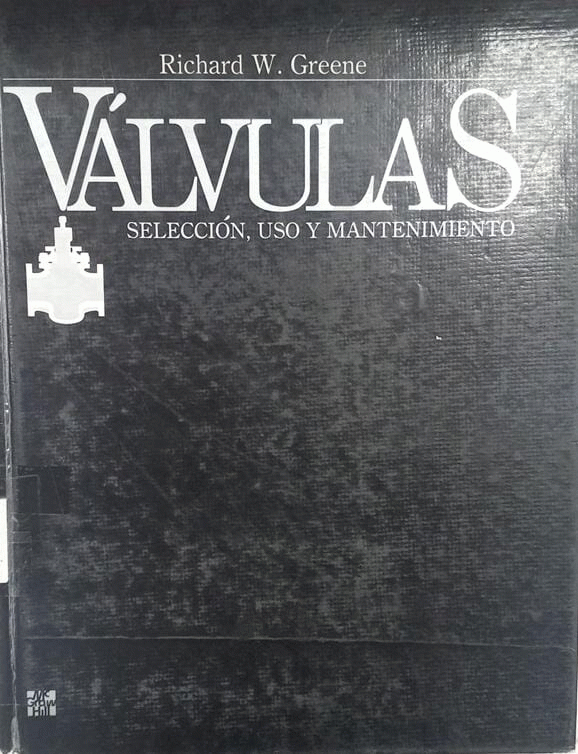 Richard W. Greene
VÁLVULAS
SELECCIÓN, USO Y MANTENIMIENTO
Mc
Graw
Hill